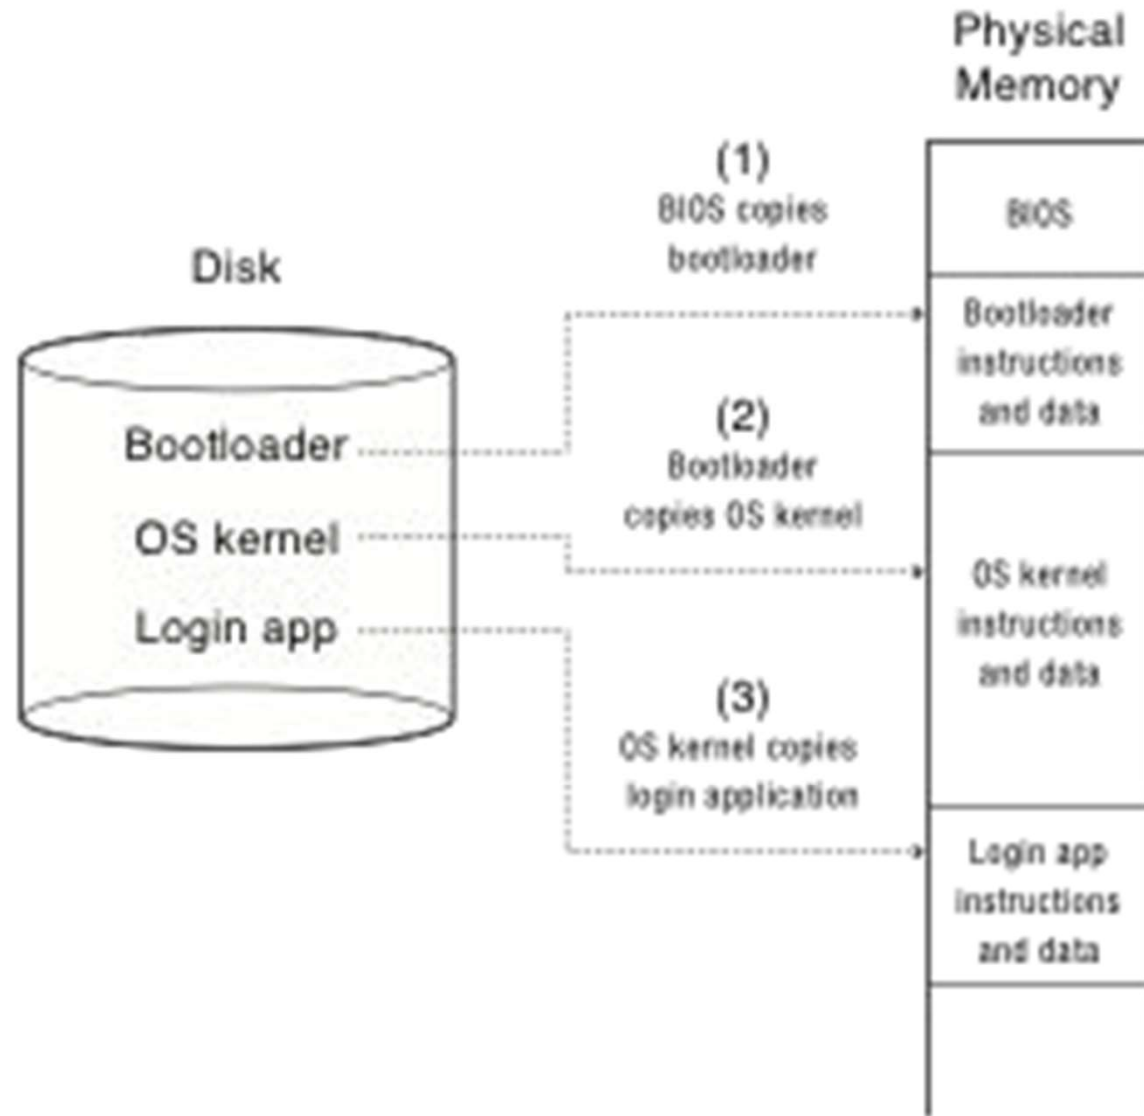 Physical
Memory
(1)
BIOS copies
bootloader
BIOS
Disk
Bootloader
instructions
and data
Bootloader
(2)
Bootloader
copies OS kernel
OS kernel
OS kernel
instructions
and data
Login app
(3)
OS kernel copies
login application
Login app
instructions
and data